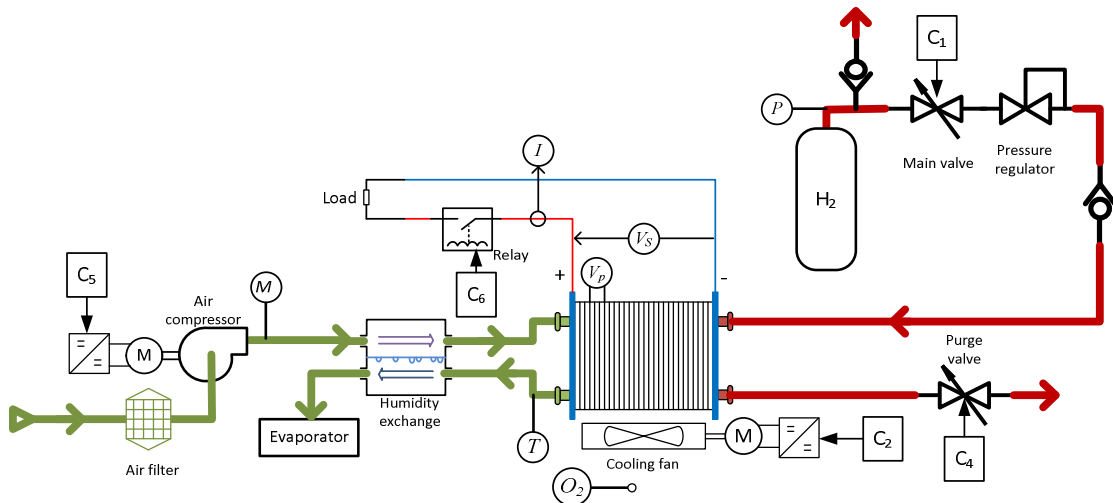 C1
P
Main valve
Pressure
regulator
H2
I
Load
Relay
VS
C6
+
-
Vp
C5
M
Air
compressor
M
Purge
valve
Humidity
exchange
Evaporator
Air filter
T
Cooling fan
M
C2
C4
O2